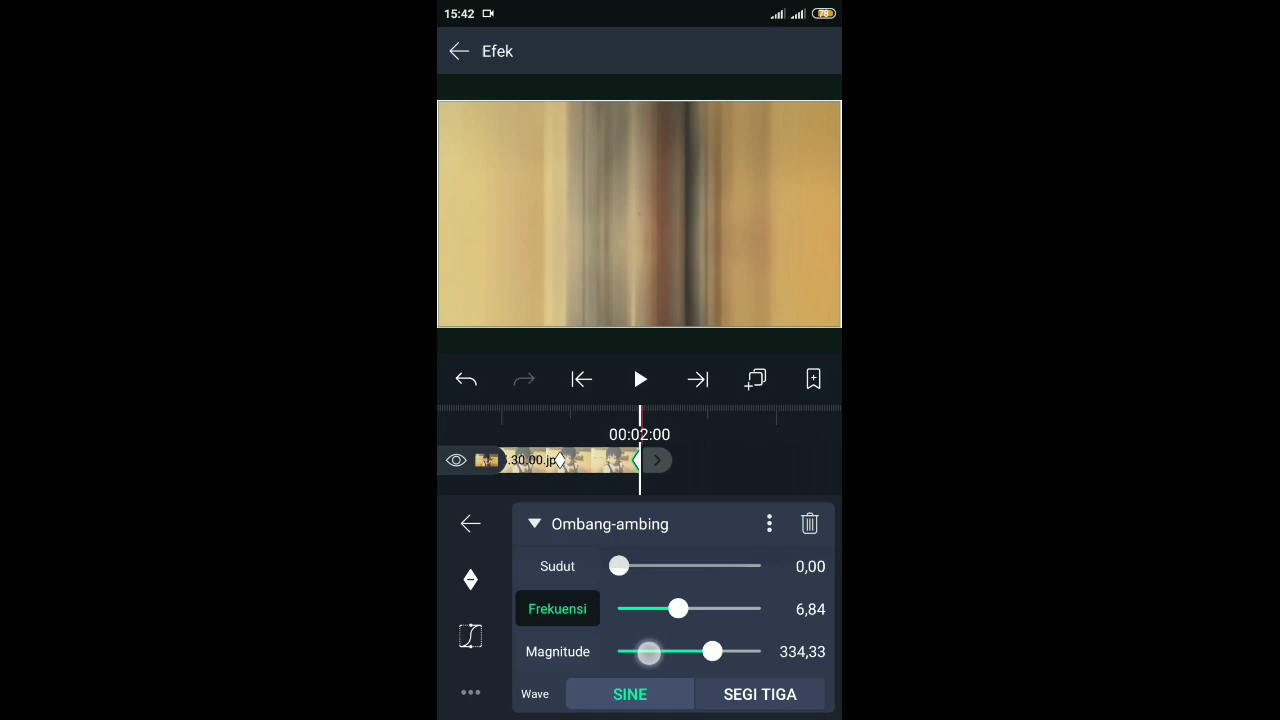 15:42
78
Efek
00:02:00
.30.00.jp
Ombang-ambing
Sudut 0,00
Frekuensi 6,84
Magnitude 334,33
Wave SINE SEGI TIGA